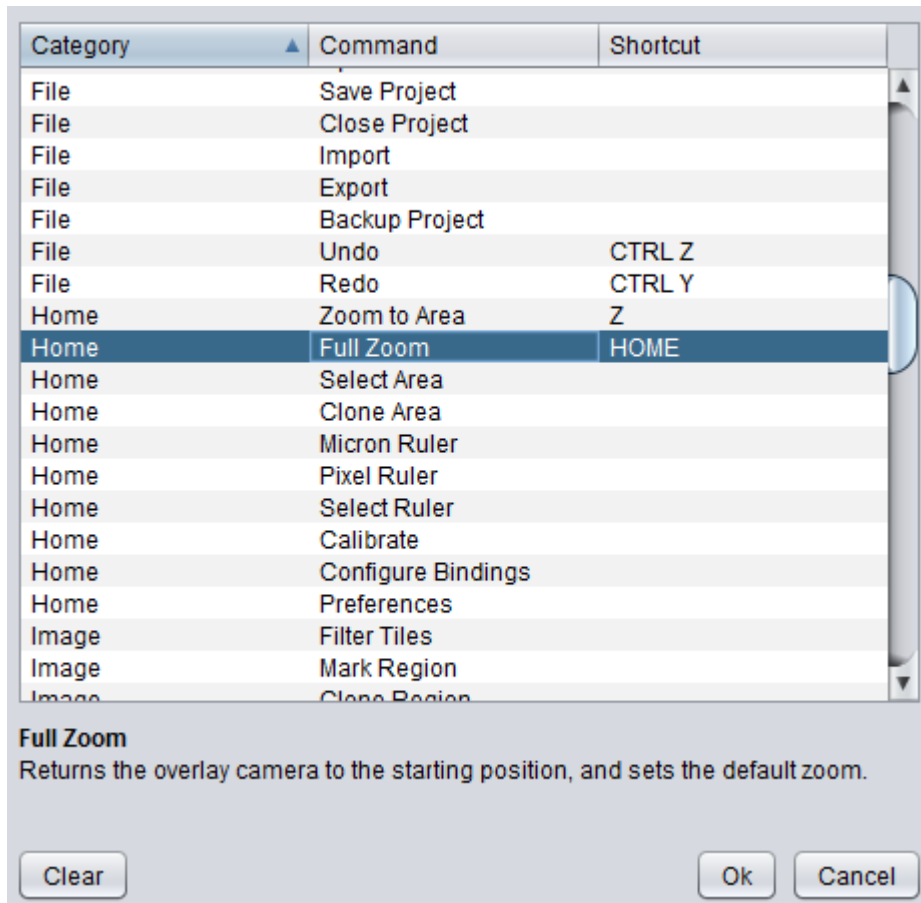 Category Command Shortcut
File Save Project
File Close Project
File Import
File Export
File Backup Project
File Undo CTRL Z
File Redo CTRL Y
Home Zoom to Area Z
Home Full Zoom HOME
Home Select Area
Home Clone Area
Home Micron Ruler
Home Pixel Ruler
Home Select Ruler
Home Calibrate
Home Configure Bindings
Home Preferences
Image Filter Tiles
Image Mark Region
Image Clone Region
Full Zoom
Returns the overlay camera to the starting position, and sets the default zoom.
Clear Ok Cancel